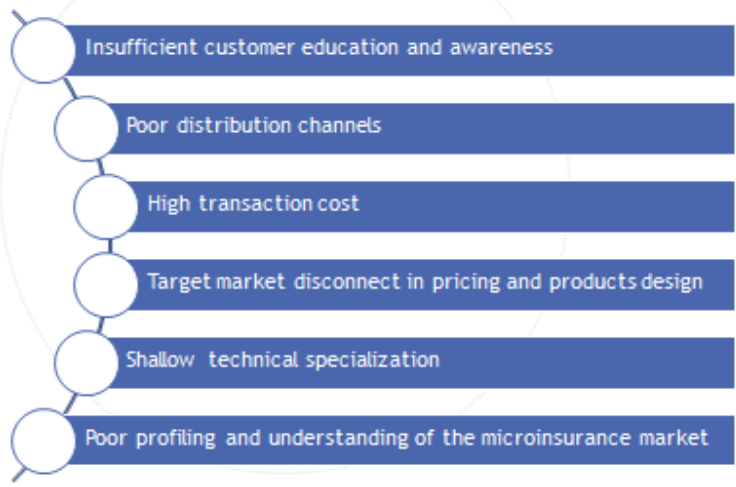 Insufficient customer education and awareness
Poor distribution channels
High transaction cost
Target market disconnect in pricing and products design
Shallow technical specialization
Poor profiling and understanding of the microinsurance market